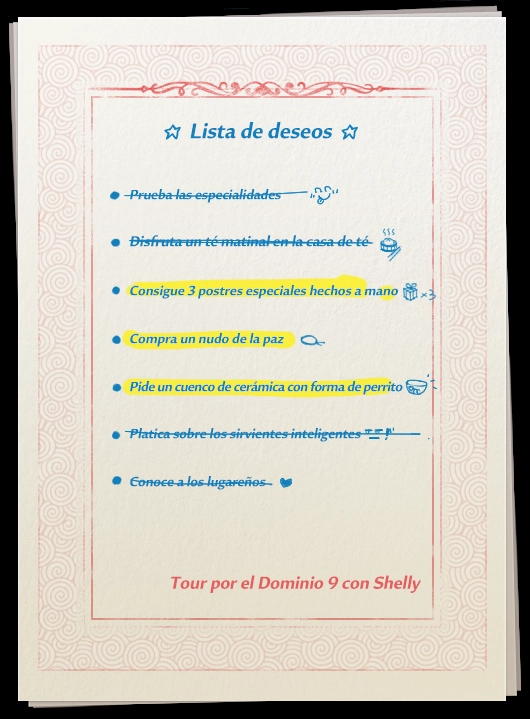 Lista de deseos
Prueba las especialidades
Disfruta un té matinal en la casa de té
Consigue 3 postres especiales hechos a mano x3
Compra un nudo de la paz
Pide un cuenco de cerámica con forma de perrito
Platica sobre los sirvientes inteligentes
Conoce a los lugareños
Tour por el Dominio 9 con Shelly